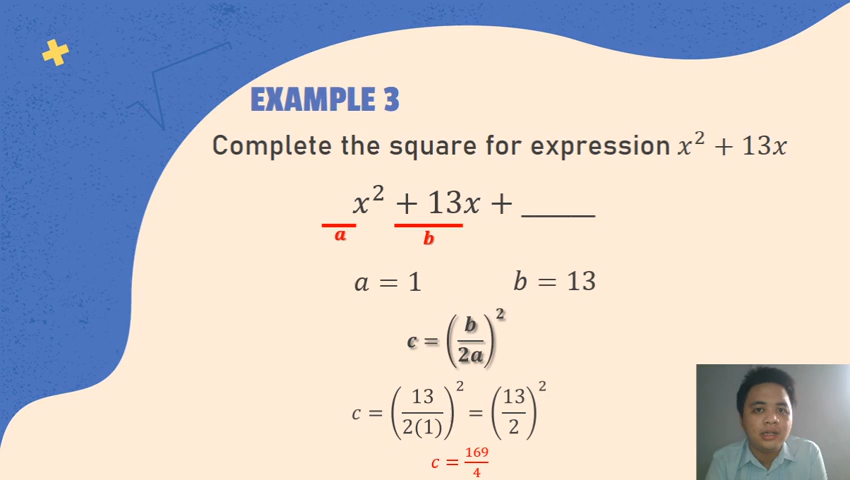 EXAMPLE 3
Complete the square for expression x² + 13x
x² + 13x + _____
a b
a = 1 b = 13
c = (b/2a)²
c = (13/2(1))² = (13/2)²
c = 169/4